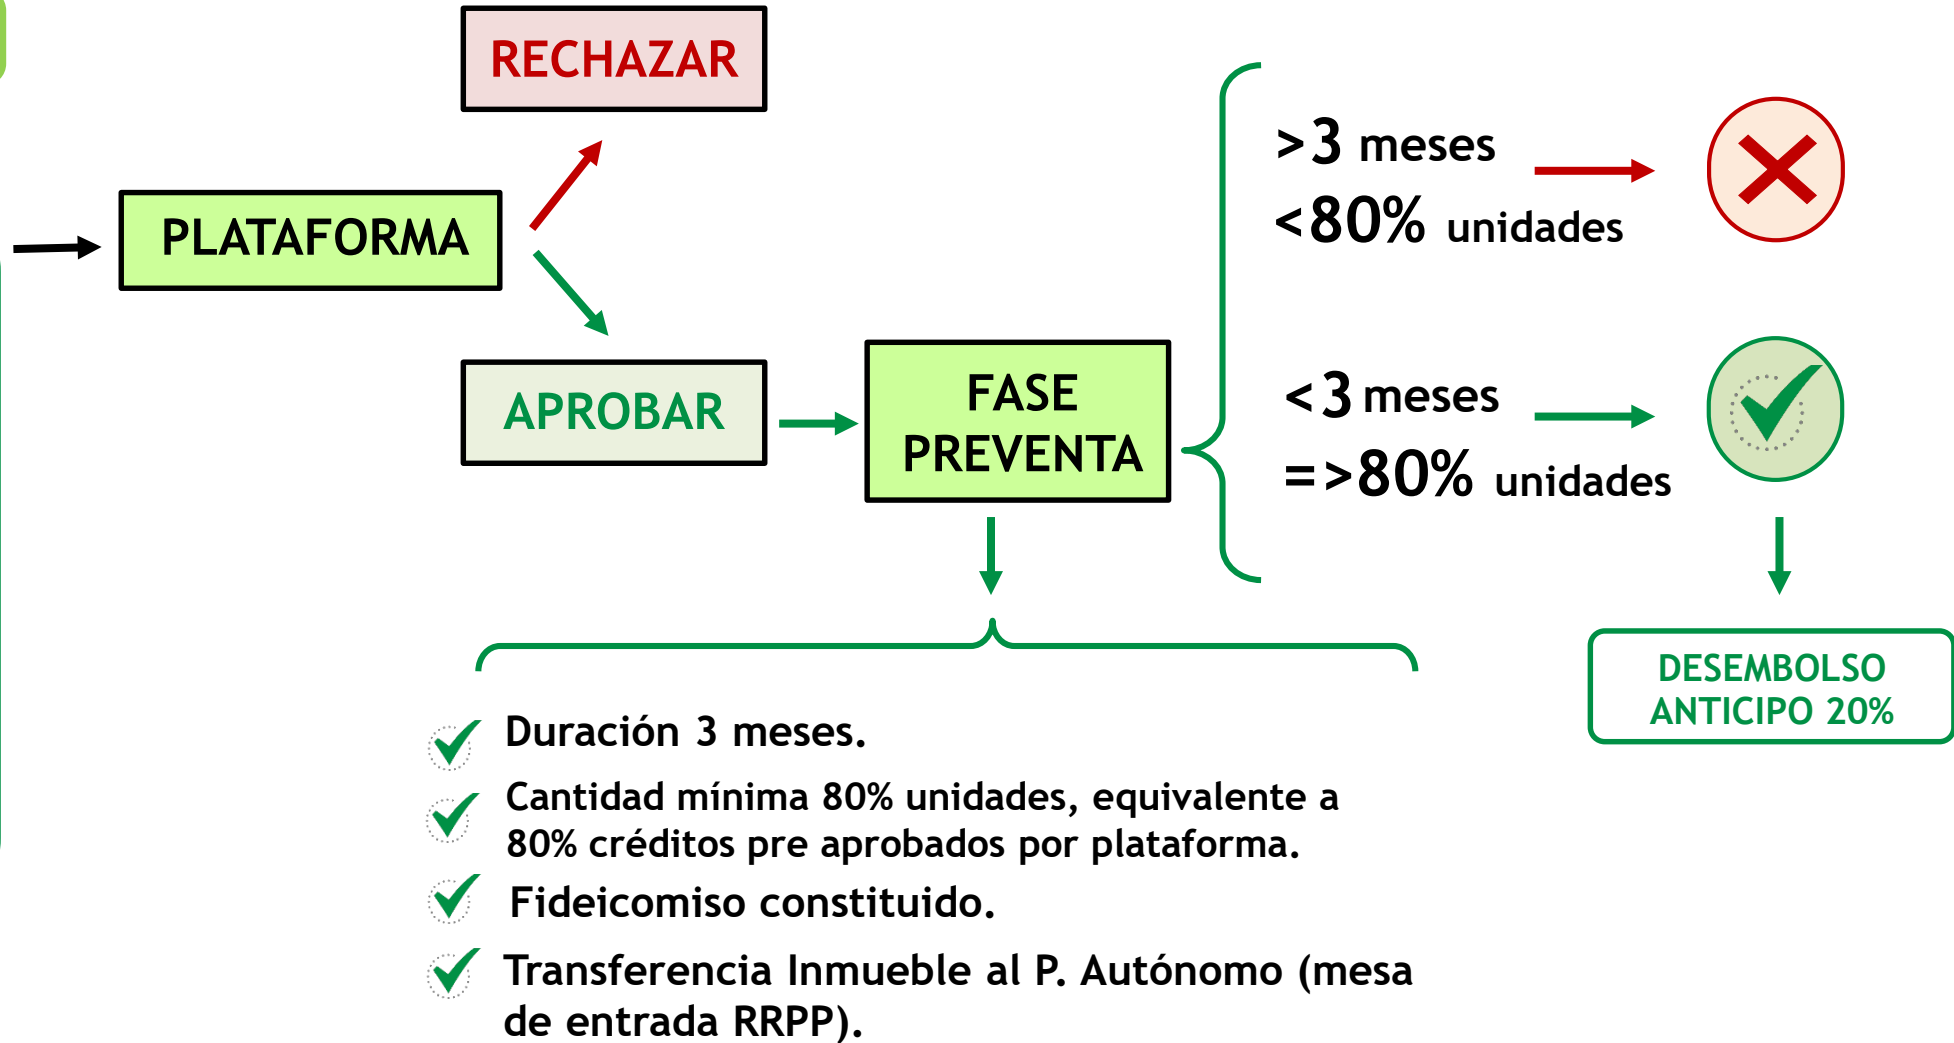 RECHAZAR
PLATAFORMA
APROBAR
FASE
PREVENTA
>3 meses
<80% unidades
<3 meses
=>80% unidades
DESEMBOLSO
ANTICIPO 20%
Duración 3 meses.
Cantidad mínima 80% unidades, equivalente a
80% créditos pre aprobados por plataforma.
Fideicomiso constituido.
Transferencia Inmueble al P. Autónomo (mesa
de entrada RRPP).